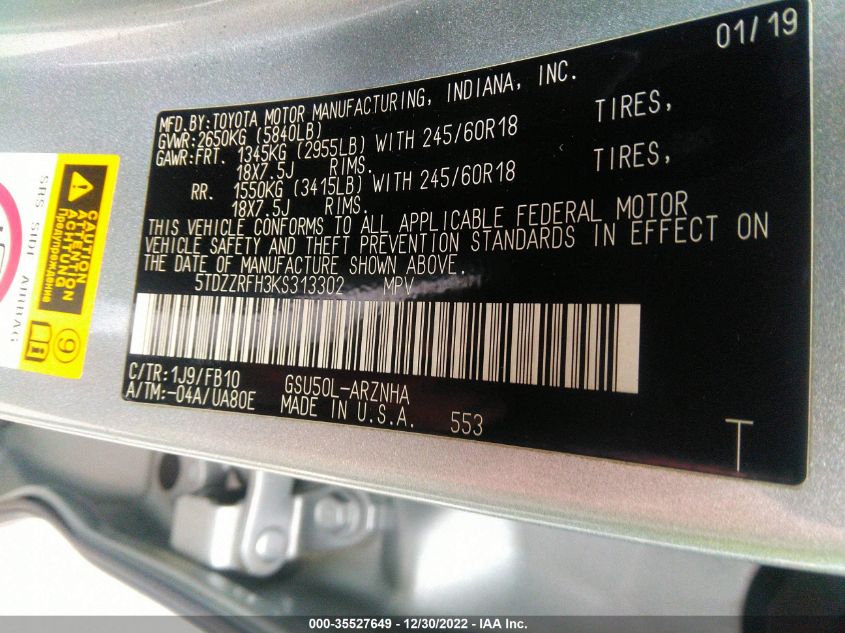 01/19
MFD.BY:TOYOTA MOTOR MANUFACTURING, INDIANA, INC.
GVWR:2650KG (5840LB)
GAWR:FRT. 1345KG (2955LB) WITH 245/60R18 TIRES,
18X7.5J RIMS.
RR. 1550KG (3415LB) WITH 245/60R18 TIRES,
18X7.5J RIMS.
THIS VEHICLE CONFORMS TO ALL APPLICABLE FEDERAL MOTOR
VEHICLE SAFETY AND THEFT PREVENTION STANDARDS IN EFFECT ON
THE DATE OF MANUFACTURE SHOWN ABOVE.
5TDZZRFH3KS313302 MPV
C/TR:1J9/FB10 GSU50L-ARZNHA
A/TM:-04A/UA80E MADE IN U.S.A. 553
T
SRS SIDE AIRBAG
CAUTION
ATTENTION
ACHTUNG
Предупреждение
9
i
000-35527649 - 12/30/2022 - IAA Inc.